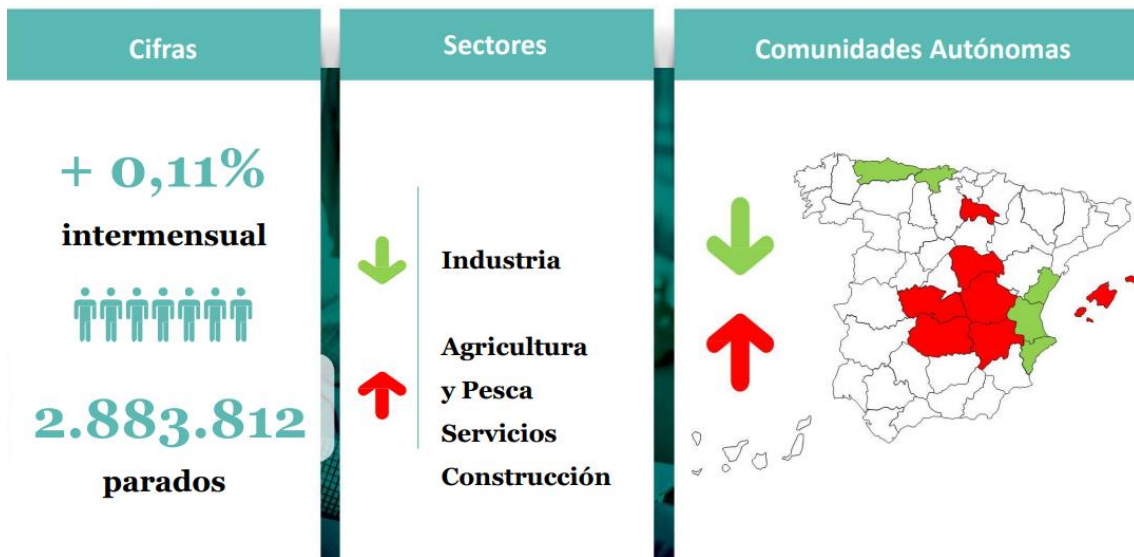 Cifras
+ 0,11%
intermensual
2.883.812
parados
Sectores
Industria
Agricultura
y Pesca
Servicios
Construcción
Comunidades Autónomas